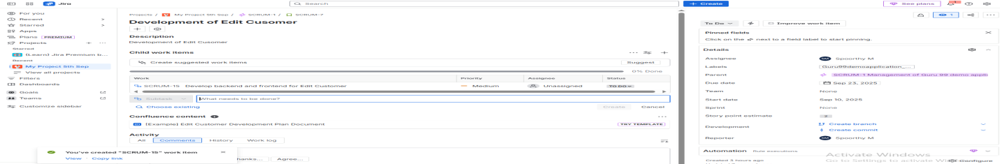 Jira
Search
+ Create
See plans
For you
Recent
Starred
Apps
Plans PREMIUM
Projects
Starred
(Learn) Jira Premium b...
Recent
My Project 5th Sep
View all projects
Filters
Dashboards
Goals
Teams
Customize sidebar
Projects / My Project 5th Sep / SCRUM-1 / SCRUM-7
Development of Edit Cusomer
Description
Development of Edit Cusomer
Child work items
Create suggested work items
Suggest
0% Done
Work Priority Assignee Status
SCRUM-15 Develop backend and frontend for Edit Customer Medium Unassigned TO DO
Subtask What needs to be done?
Choose existing Create Cancel
Confluence content
[Example] Edit Customer Development Plan Document TRY TEMPLATE
Activity
All Comments History Work log
hanks... Agree...
You've created "SCRUM-15" work item
View · Copy link
1
To Do Improve work item
Pinned fields
Click on the next to a field label to start pinning.
Details
Assignee SM Spoorthy M
Labels Guru99demoapplication_...
Parent SCRUM-1 Management of Guru 99 demo appli
Due date Sep 23, 2025
Team None
Start date Sep 10, 2025
Sprint None
Story point estimate
Development Create branch
Create commit
Reporter SM Spoorthy M
Automation Rule executions
Activate Windows
Created 5 hours ago
Go to Settings to activate Wi
Configure